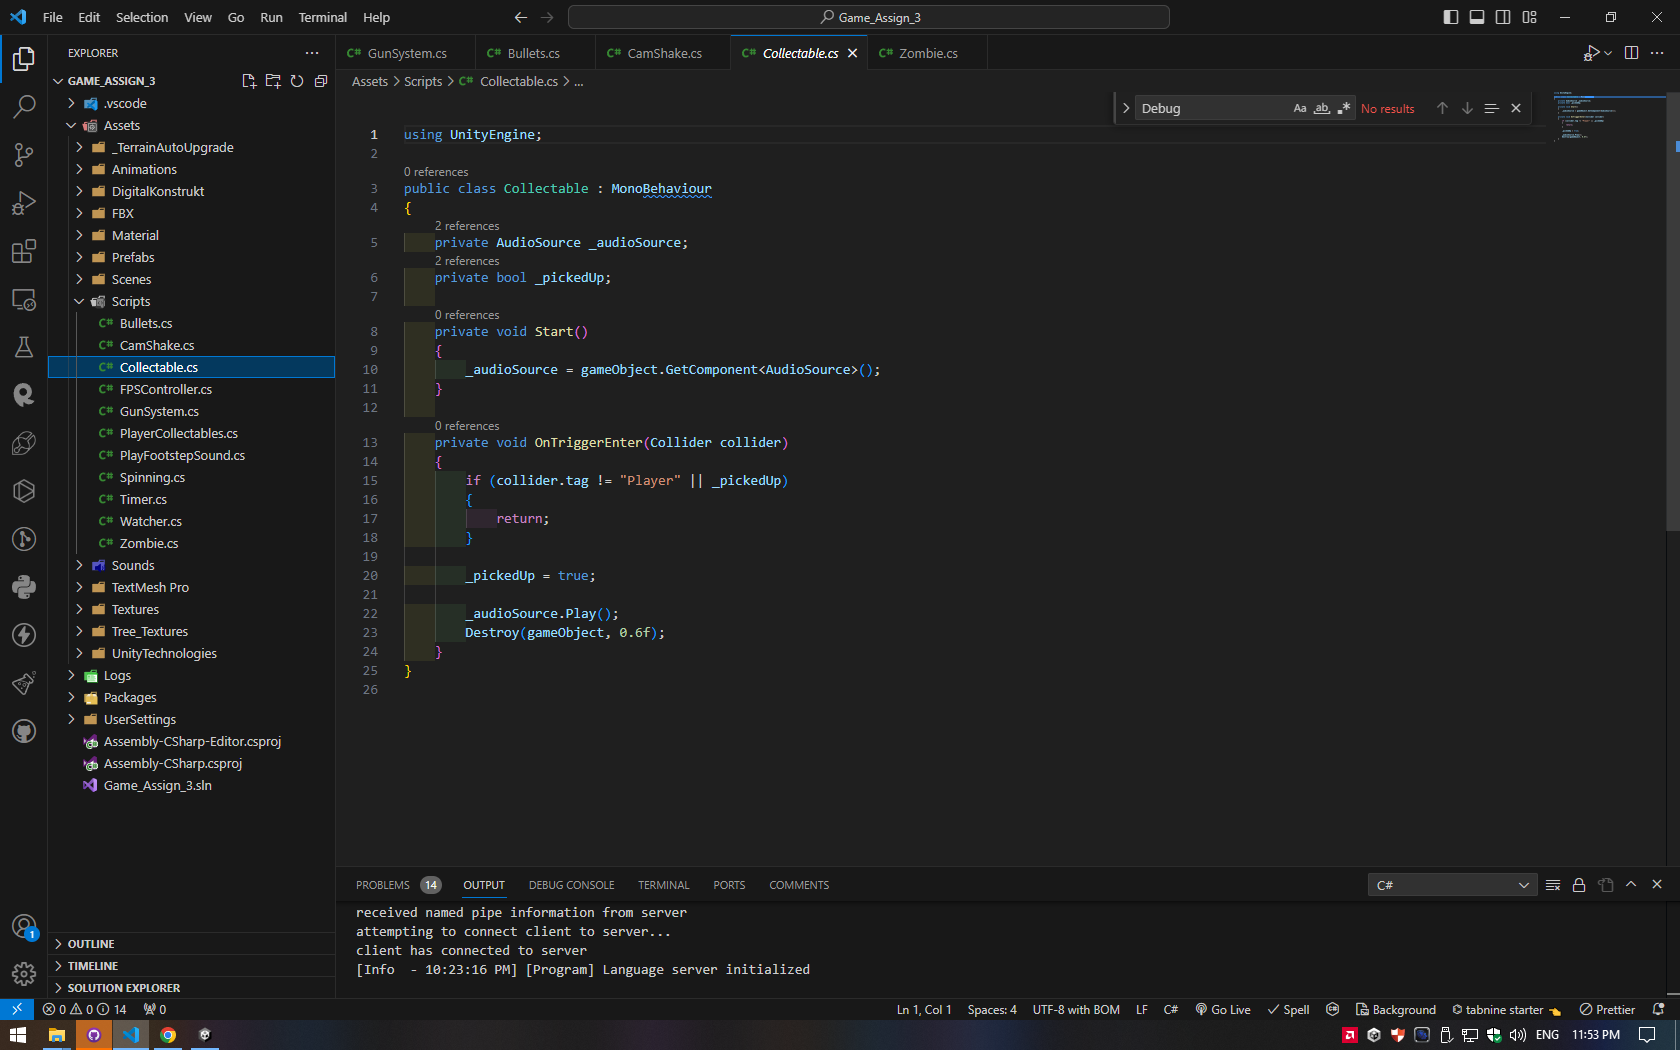 File Edit Selection View Go Run Terminal Help
Game_Assign_3
EXPLORER
GAME_ASSIGN_3
.vscode
Assets
_TerrainAutoUpgrade
Animations
DigitalKonstrukt
FBX
Material
Prefabs
Scenes
Scripts
C# Bullets.cs
C# CamShake.cs
C# Collectable.cs
C# FPSController.cs
C# GunSystem.cs
C# PlayerCollectables.cs
C# PlayFootstepSound.cs
C# Spinning.cs
C# Timer.cs
C# Watcher.cs
C# Zombie.cs
Sounds
TextMesh Pro
Textures
Tree_Textures
UnityTechnologies
Logs
Packages
UserSettings
Assembly-CSharp-Editor.csproj
Assembly-CSharp.csproj
Game_Assign_3.sln
OUTLINE
TIMELINE
SOLUTION EXPLORER
C# GunSystem.cs C# Bullets.cs C# CamShake.cs C# Collectable.cs C# Zombie.cs
Assets > Scripts > C# Collectable.cs > ...
Debug Aa ab .* No results
1 using UnityEngine;
2
0 references
3 public class Collectable : MonoBehaviour
4 {
2 references
5 private AudioSource _audioSource;
2 references
6 private bool _pickedUp;
7
0 references
8 private void Start()
9 {
10 _audioSource = gameObject.GetComponent<AudioSource>();
11 }
12
0 references
13 private void OnTriggerEnter(Collider collider)
14 {
15 if (collider.tag != "Player" || _pickedUp)
16 {
17 return;
18 }
19
20 _pickedUp = true;
21
22 _audioSource.Play();
23 Destroy(gameObject, 0.6f);
24 }
25 }
26
PROBLEMS 14 OUTPUT DEBUG CONSOLE TERMINAL PORTS COMMENTS C#
received named pipe information from server
attempting to connect client to server...
client has connected to server
[Info  - 10:23:16 PM] [Program] Language server initialized
1
0 0 14 0 Ln 1, Col 1 Spaces: 4 UTF-8 with BOM LF C# Go Live Spell Background tabnine starter Prettier
ENG 11:53 PM